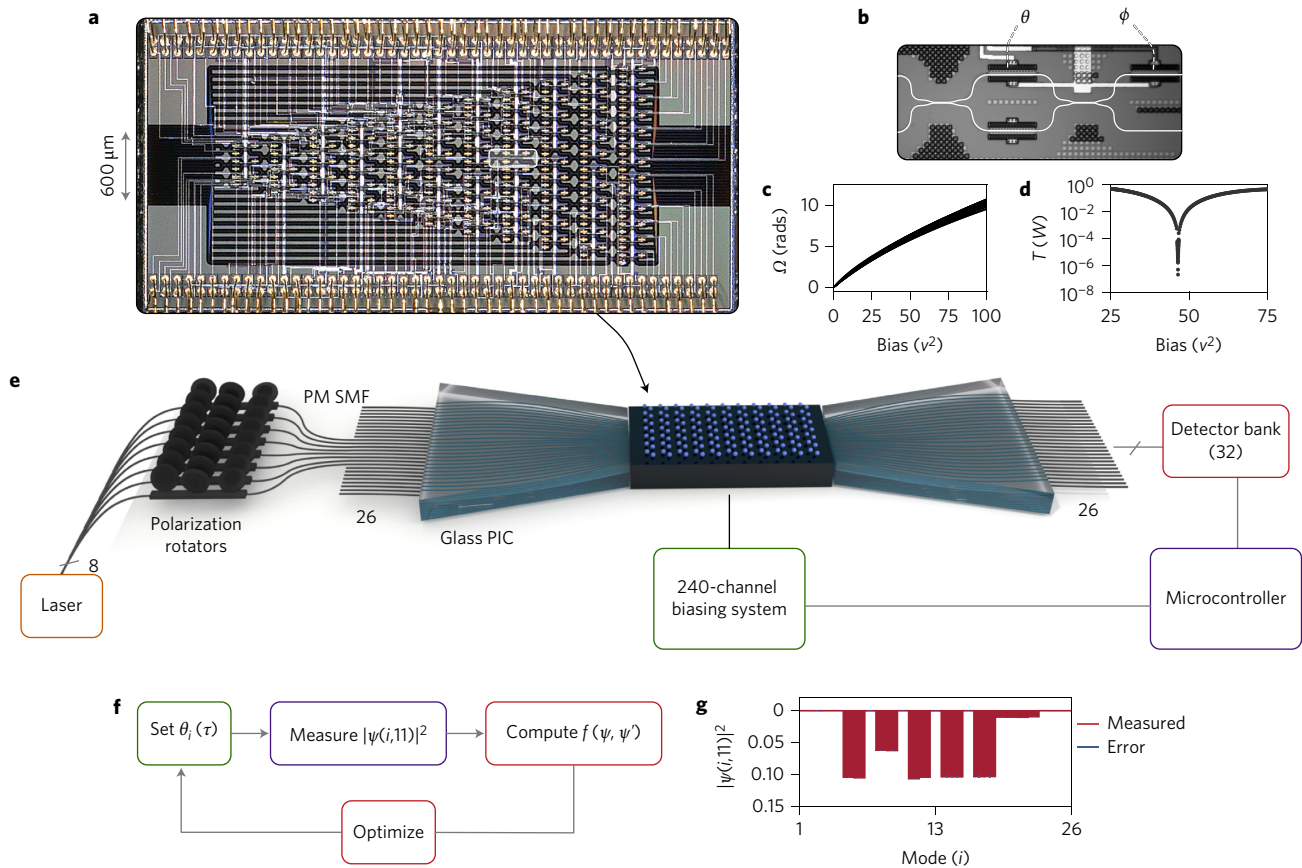 a
600 μm
b
θ
ϕ
c
10
5
0
Ω (rads)
0 25 50 75 100
Bias (v²)
d
10⁰
10⁻²
10⁻⁴
10⁻⁶
10⁻⁸
T (W)
25 50 75
Bias (v²)
e
PM SMF
Polarization
rotators
8
Laser
26
Glass PIC
240-channel
biasing system
26
Detector bank
(32)
Microcontroller
f
Set θᵢ (τ)
Measure |ψ(i,11)|²
Compute f (ψ, ψ′)
Optimize
g
0
0.05
0.10
0.15
|ψ(i,11)|²
1 13 26
Mode (i)
Measured
Error